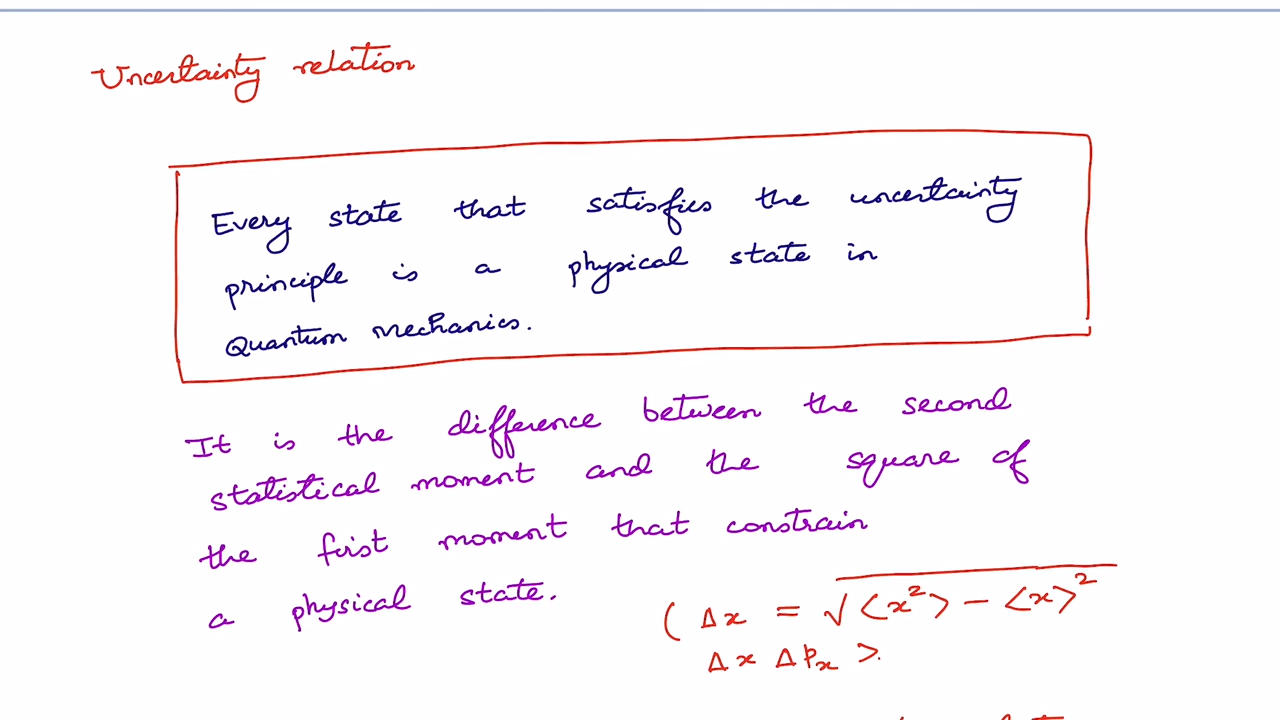 Uncertainty relation
Every state that satisfies the uncertainty
principle is a physical state in
Quantum mechanics.
It is the difference between the second
statistical moment and the square of
the first moment that constrain
a physical state.
( Δx = √⟨x²⟩ − ⟨x⟩²
Δx Δpₓ >